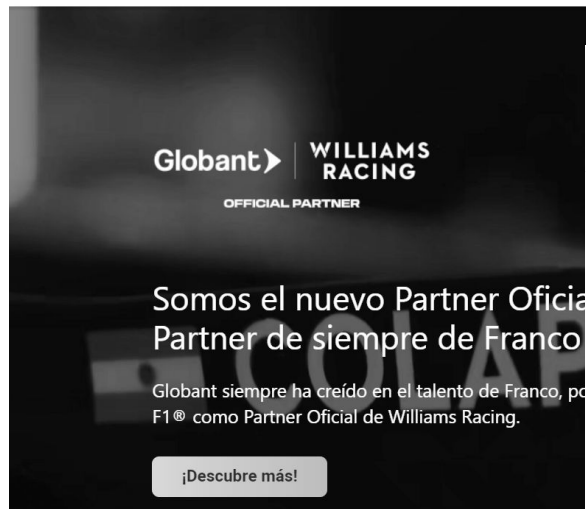 Globant
WILLIAMS
RACING
OFFICIAL PARTNER
Somos el nuevo Partner Oficia
Partner de siempre de Franco
COLAP
Globant siempre ha creído en el talento de Franco, po
F1® como Partner Oficial de Williams Racing.
¡Descubre más!